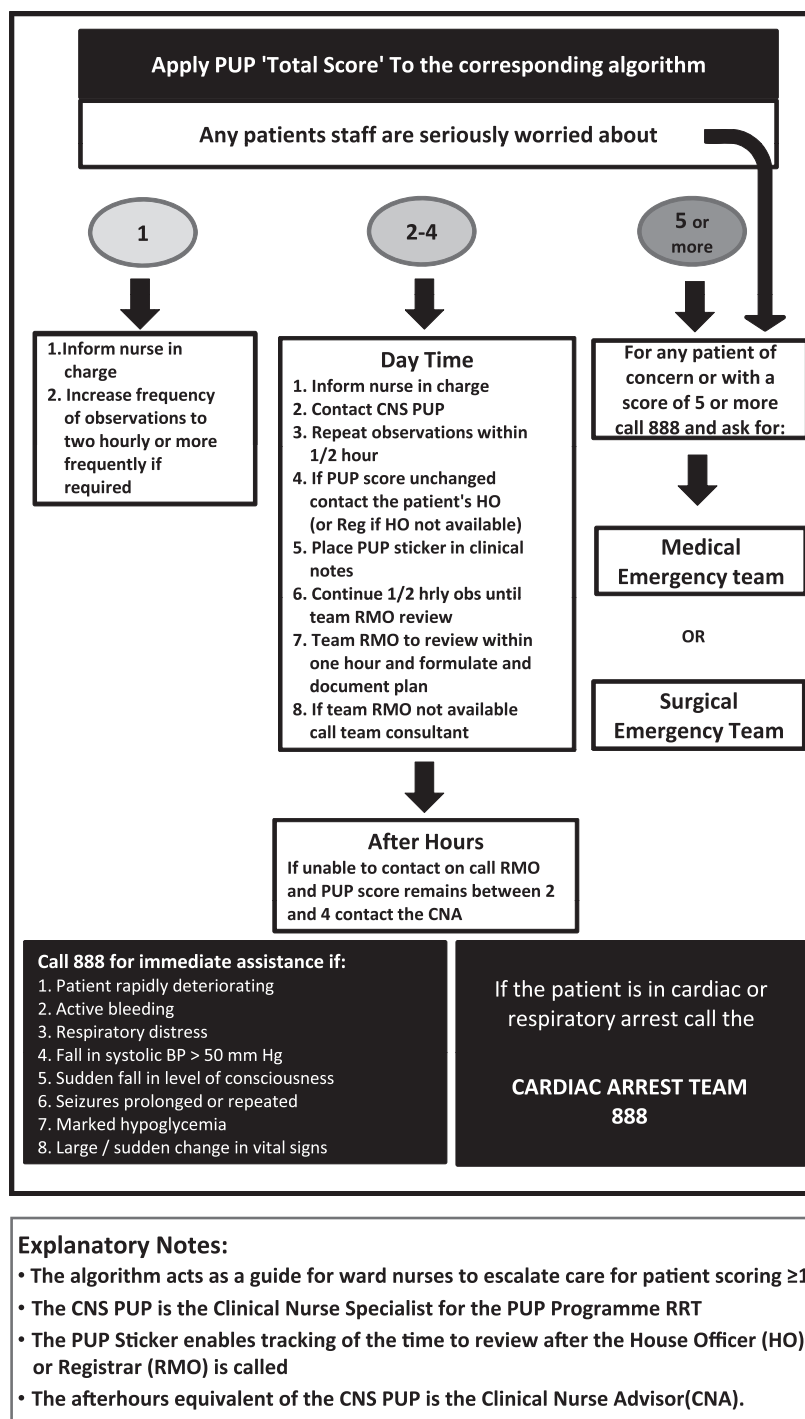 Apply PUP 'Total Score' To the corresponding algorithm
Any patients staff are seriously worried about
1
2-4
5 or
more
1.Inform nurse in
charge
2. Increase frequency
of observations to
two hourly or more
frequently if
required
Day Time
1. Inform nurse in charge
2. Contact CNS PUP
3. Repeat observations within
1/2 hour
4. If PUP score unchanged
contact the patient's HO
(or Reg if HO not available)
5. Place PUP sticker in clinical
notes
6. Continue 1/2 hrly obs until
team RMO review
7. Team RMO to review within
one hour and formulate and
document plan
8. If team RMO not available
call team consultant
For any patient of
concern or with a
score of 5 or more
call 888 and ask for:
Medical
Emergency team
OR
Surgical
Emergency Team
After Hours
If unable to contact on call RMO
and PUP score remains between 2
and 4 contact the CNA
Call 888 for immediate assistance if:
1. Patient rapidly deteriorating
2. Active bleeding
3. Respiratory distress
4. Fall in systolic BP > 50 mm Hg
5. Sudden fall in level of consciousness
6. Seizures prolonged or repeated
7. Marked hypoglycemia
8. Large / sudden change in vital signs
If the patient is in cardiac or
respiratory arrest call the
CARDIAC ARREST TEAM
888
Explanatory Notes:
• The algorithm acts as a guide for ward nurses to escalate care for patient scoring ≥1
• The CNS PUP is the Clinical Nurse Specialist for the PUP Programme RRT
• The PUP Sticker enables tracking of the time to review after the House Officer (HO)
or Registrar (RMO) is called
• The afterhours equivalent of the CNS PUP is the Clinical Nurse Advisor(CNA).